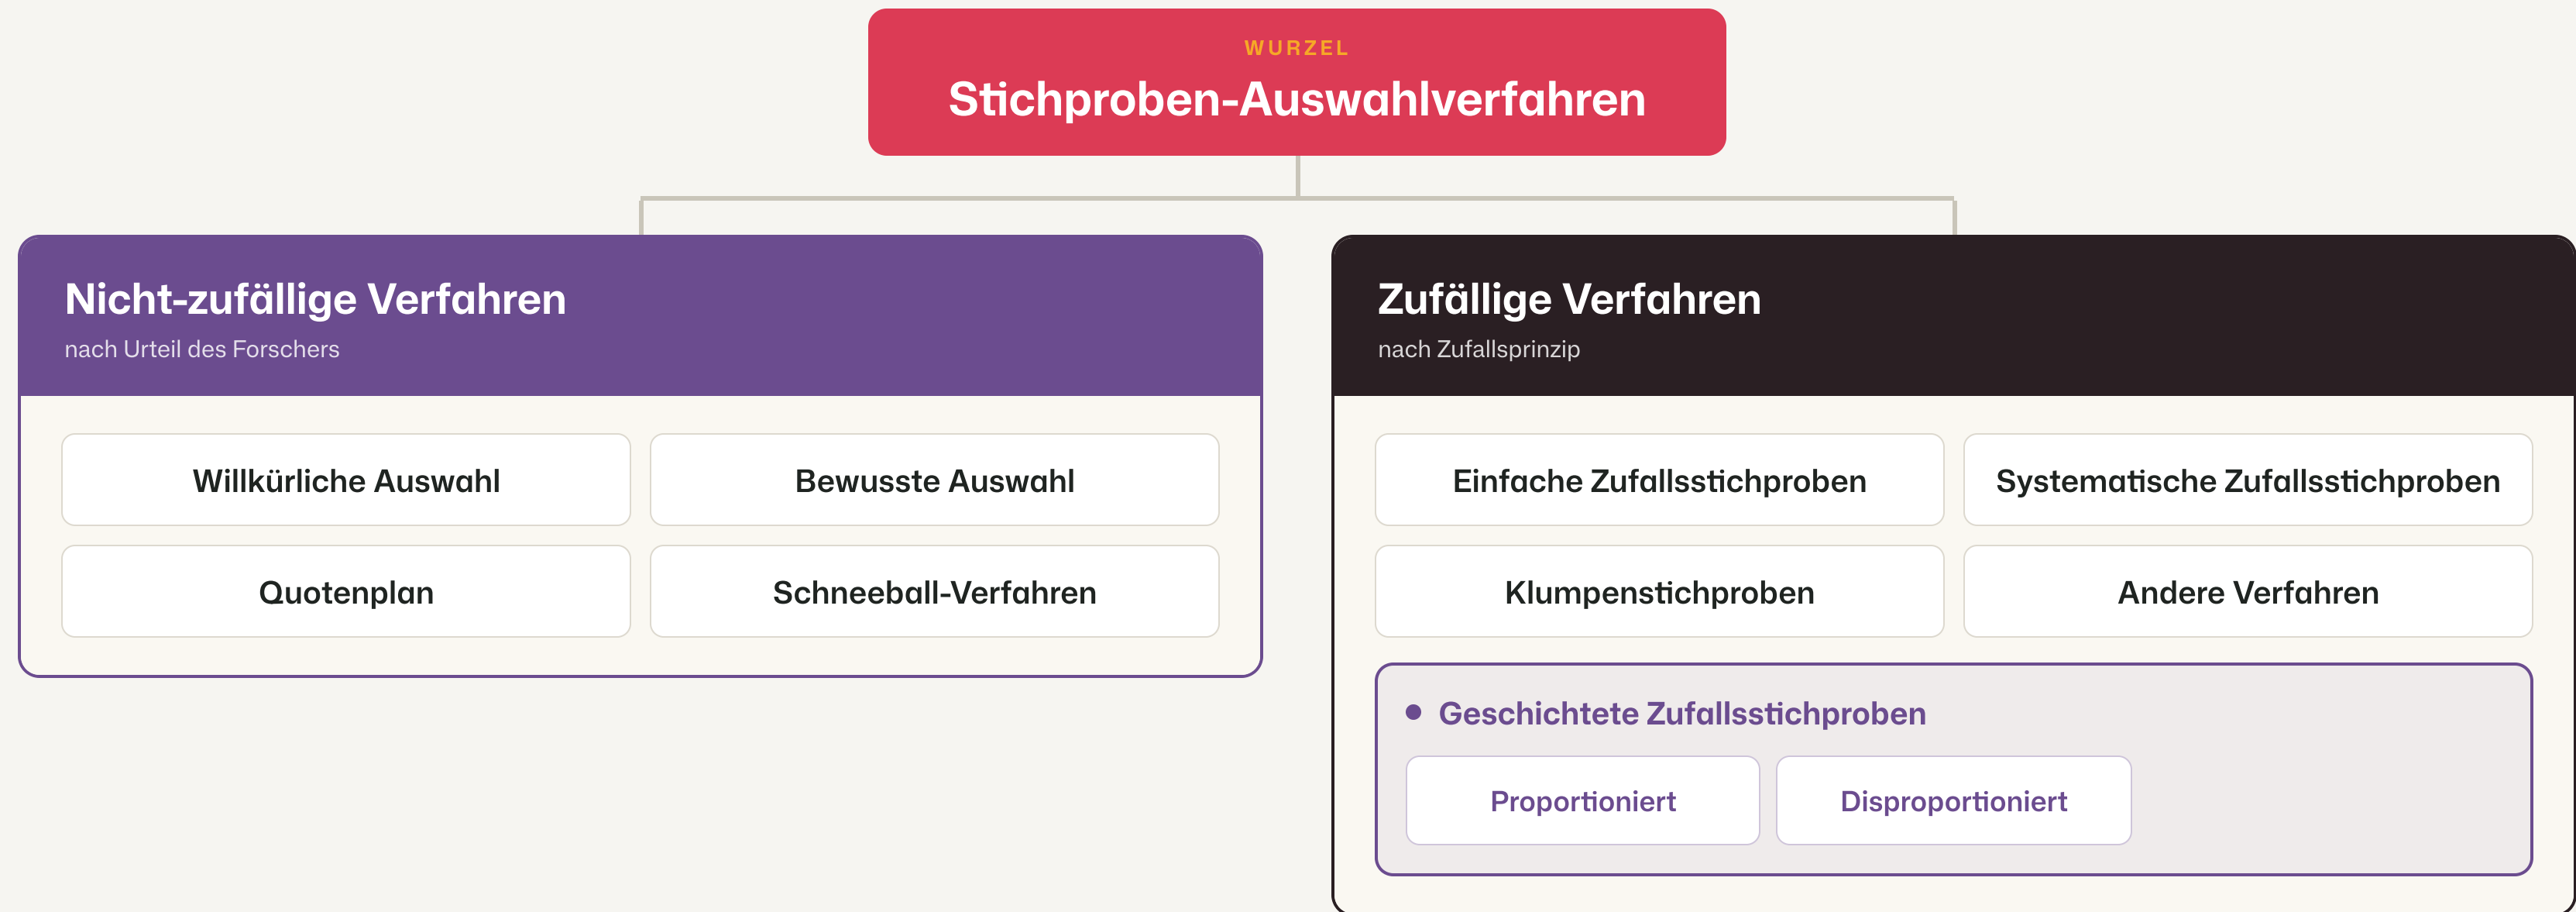 WURZEL
Stichproben-Auswahlverfahren
Nicht-zufällige Verfahren
nach Urteil des Forschers
Willkürliche Auswahl
Bewusste Auswahl
Quotenplan
Schneeball-Verfahren
Zufällige Verfahren
nach Zufallsprinzip
Einfache Zufallsstichproben
Systematische Zufallsstichproben
Klumpenstichproben
Andere Verfahren
Geschichtete Zufallsstichproben
Proportioniert
Disproportioniert